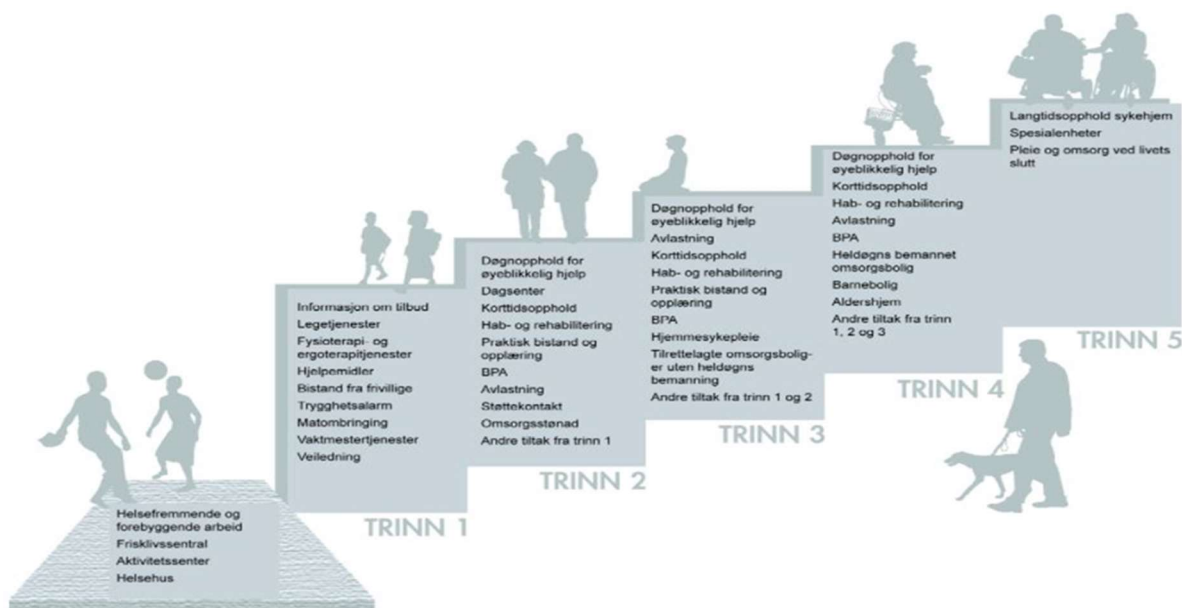 Helsefremmende og
forebyggende arbeid
Frisklivssentral
Aktivitetssenter
Helsehus
Informasjon om tilbud
Legetjenester
Fysioterapi- og
ergoterapitjenester
Hjelpemidler
Bistand fra frivillige
Trygghetsalarm
Matombringing
Vaktmestertjenester
Veiledning
TRINN 1
Døgnopphold for
øyeblikkelig hjelp
Dagsenter
Korttidsopphold
Hab- og rehabilitering
Praktisk bistand og
opplæring
BPA
Avlastning
Støttekontakt
Omsorgsstønad
Andre tiltak fra trinn 1
TRINN 2
Døgnopphold for
øyeblikkelig hjelp
Avlastning
Korttidsopphold
Hab- og rehabilitering
Praktisk bistand og
opplæring
BPA
Hjemmesykepleie
Tilrettelagte omsorgsbolig-
er uten heldøgns
bemanning
Andre tiltak fra trinn 1 og 2
TRINN 3
Døgnopphold for
øyeblikkelig hjelp
Korttidsopphold
Hab- og rehabilitering
Avlastning
BPA
Heldøgns bemannet
omsorgsbolig
Barnebolig
Aldershjem
Andre tiltak fra trinn
1, 2 og 3
TRINN 4
Langtidsopphold sykehjem
Spesialenheter
Pleie og omsorg ved livets
slutt
TRINN 5